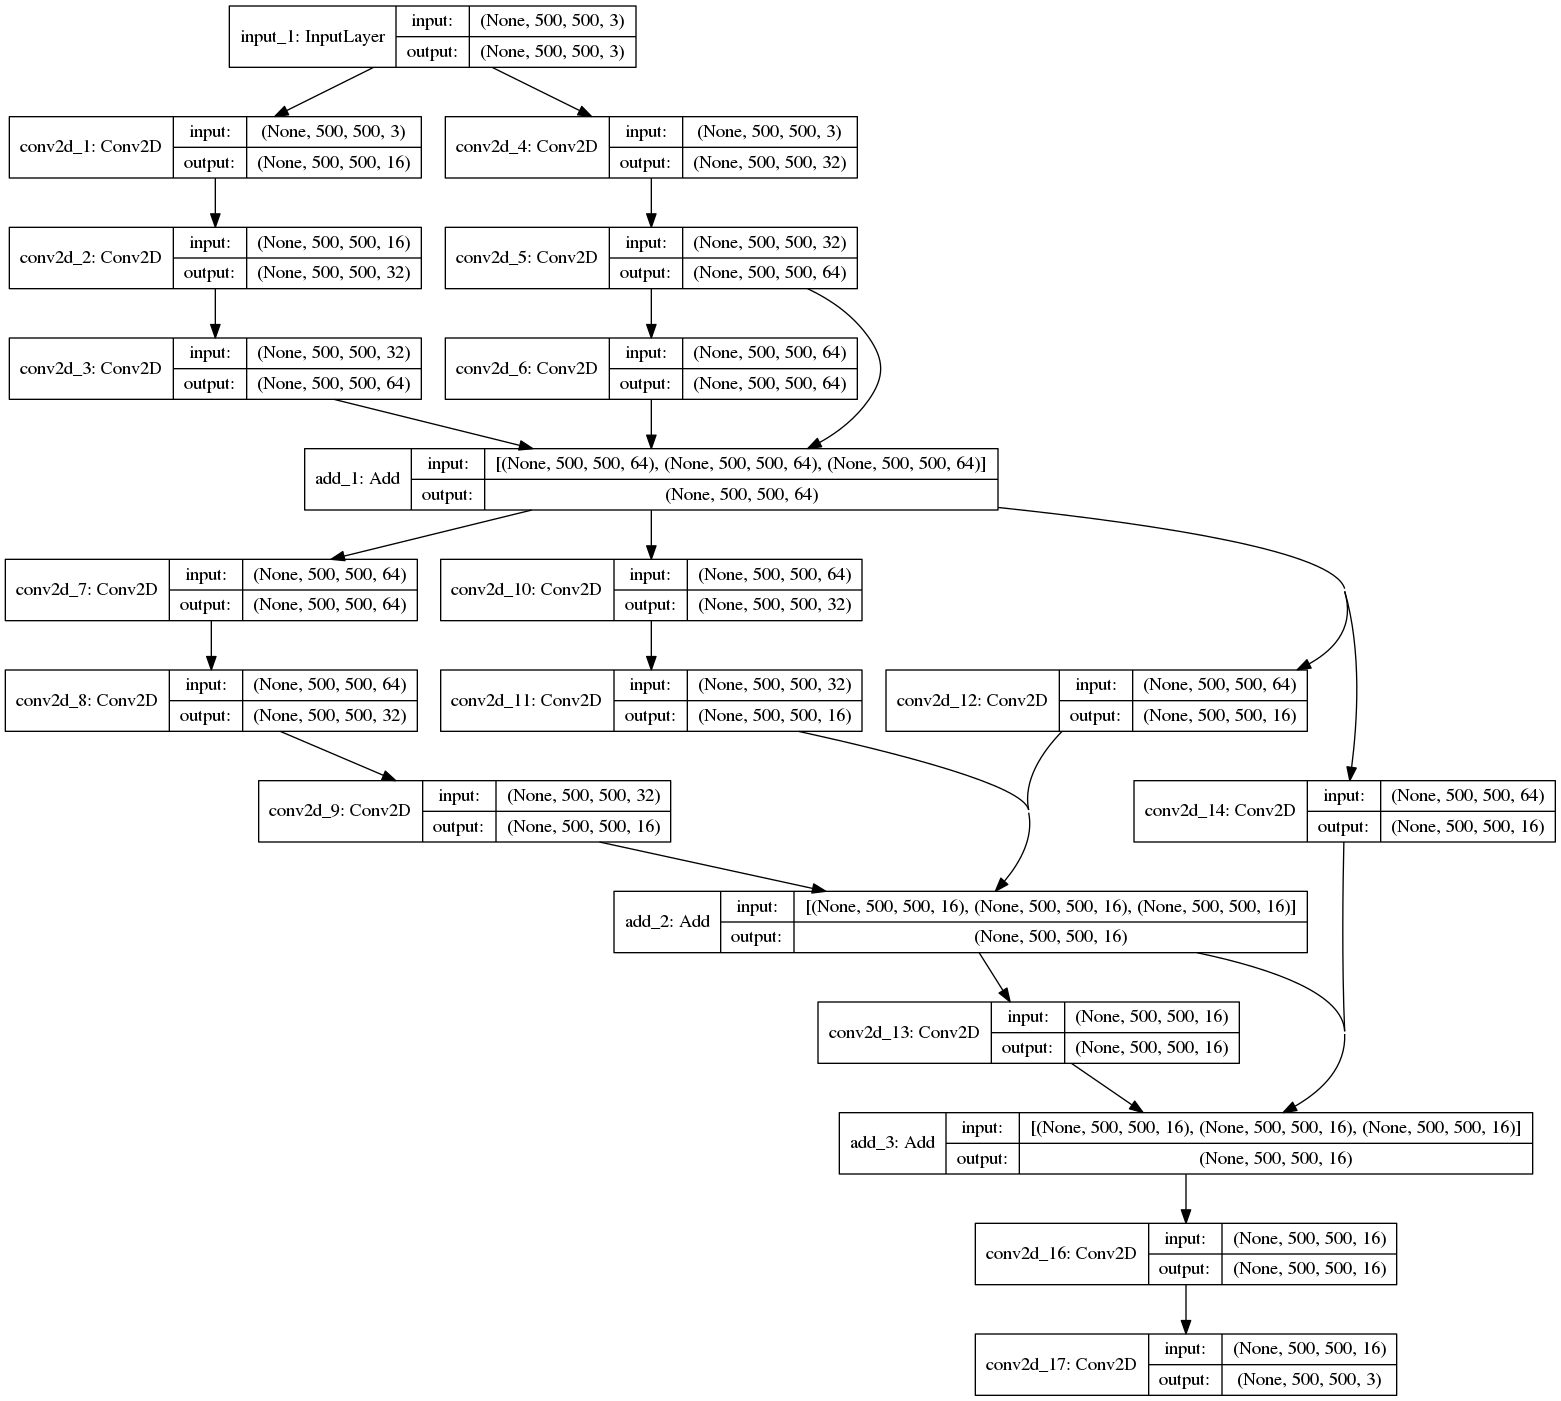 input_1: InputLayer
input: (None, 500, 500, 3)
output: (None, 500, 500, 3)
conv2d_1: Conv2D
input: (None, 500, 500, 3)
output: (None, 500, 500, 16)
conv2d_4: Conv2D
input: (None, 500, 500, 3)
output: (None, 500, 500, 32)
conv2d_2: Conv2D
input: (None, 500, 500, 16)
output: (None, 500, 500, 32)
conv2d_5: Conv2D
input: (None, 500, 500, 32)
output: (None, 500, 500, 64)
conv2d_3: Conv2D
input: (None, 500, 500, 32)
output: (None, 500, 500, 64)
conv2d_6: Conv2D
input: (None, 500, 500, 64)
output: (None, 500, 500, 64)
add_1: Add
input: [(None, 500, 500, 64), (None, 500, 500, 64), (None, 500, 500, 64)]
output: (None, 500, 500, 64)
conv2d_7: Conv2D
input: (None, 500, 500, 64)
output: (None, 500, 500, 64)
conv2d_10: Conv2D
input: (None, 500, 500, 64)
output: (None, 500, 500, 32)
conv2d_8: Conv2D
input: (None, 500, 500, 64)
output: (None, 500, 500, 32)
conv2d_11: Conv2D
input: (None, 500, 500, 32)
output: (None, 500, 500, 16)
conv2d_12: Conv2D
input: (None, 500, 500, 64)
output: (None, 500, 500, 16)
conv2d_9: Conv2D
input: (None, 500, 500, 32)
output: (None, 500, 500, 16)
conv2d_14: Conv2D
input: (None, 500, 500, 64)
output: (None, 500, 500, 16)
add_2: Add
input: [(None, 500, 500, 16), (None, 500, 500, 16), (None, 500, 500, 16)]
output: (None, 500, 500, 16)
conv2d_13: Conv2D
input: (None, 500, 500, 16)
output: (None, 500, 500, 16)
add_3: Add
input: [(None, 500, 500, 16), (None, 500, 500, 16), (None, 500, 500, 16)]
output: (None, 500, 500, 16)
conv2d_16: Conv2D
input: (None, 500, 500, 16)
output: (None, 500, 500, 16)
conv2d_17: Conv2D
input: (None, 500, 500, 16)
output: (None, 500, 500, 3)